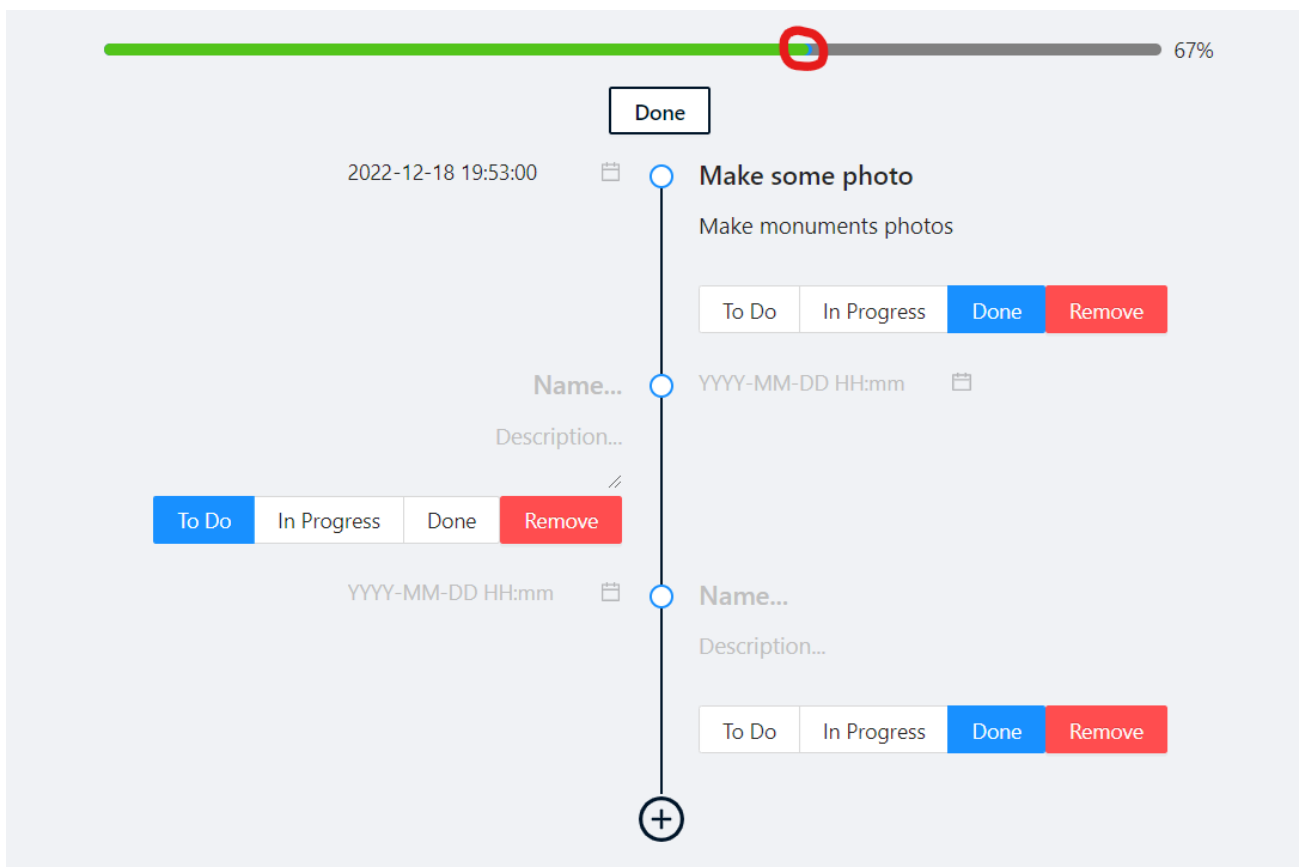 67%
Done
2022-12-18 19:53:00
Make some photo
Make monuments photos
To Do In Progress Done Remove
Name...
YYYY-MM-DD HH:mm
Description...
To Do In Progress Done Remove
YYYY-MM-DD HH:mm
Name...
Description...
To Do In Progress Done Remove